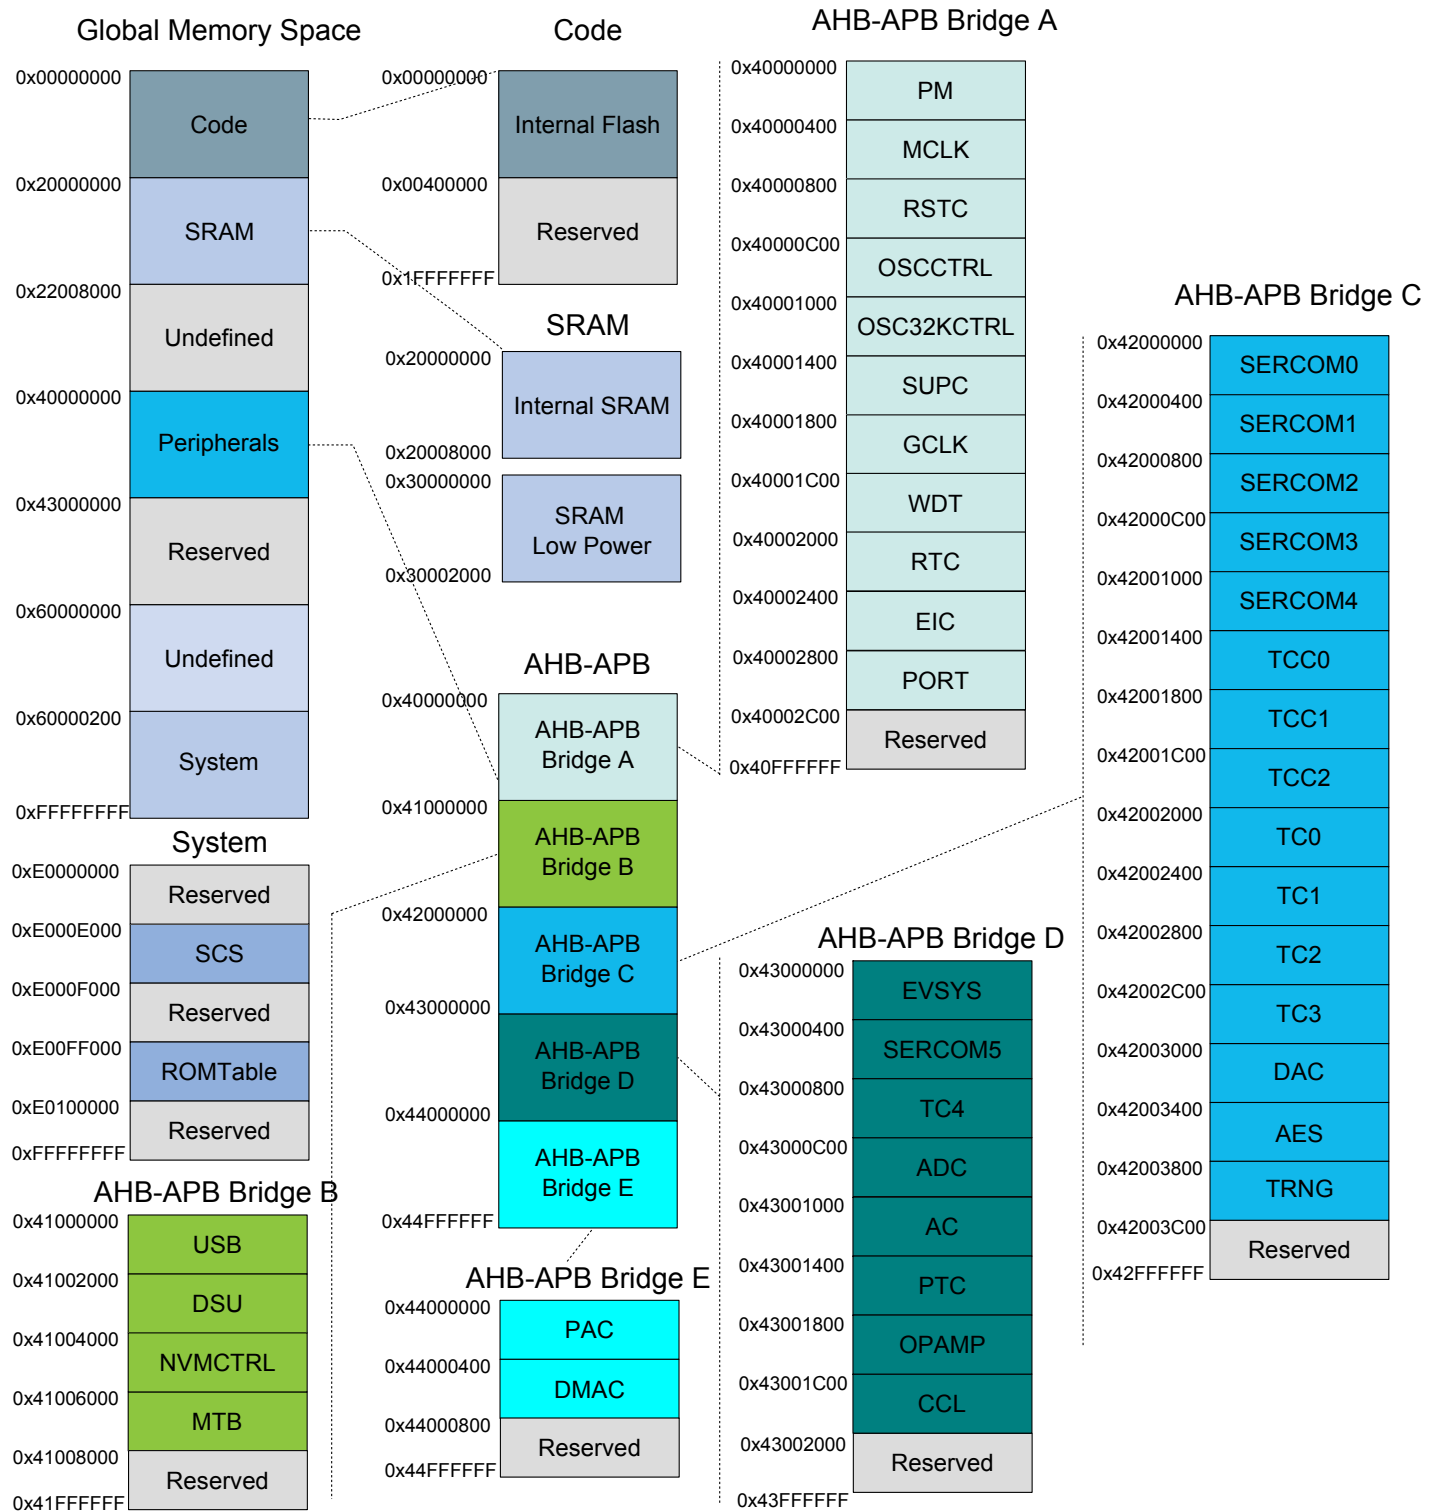 Global Memory Space
0x00000000
Code
0x20000000
SRAM
0x22008000
Undefined
0x40000000
Peripherals
0x43000000
Reserved
0x60000000
Undefined
0x60000200
System
0xFFFFFFFF
System
0xE0000000
Reserved
0xE000E000
SCS
0xE000F000
Reserved
0xE00FF000
ROMTable
0xE0100000
Reserved
0xFFFFFFFF
AHB-APB Bridge B
0x41000000
USB
0x41002000
DSU
0x41004000
NVMCTRL
0x41006000
MTB
0x41008000
Reserved
0x41FFFFFF
Code
0x00000000
Internal Flash
0x00400000
Reserved
0x1FFFFFFF
SRAM
0x20000000
Internal SRAM
0x20008000
0x30000000
SRAM
Low Power
0x30002000
AHB-APB
0x40000000
AHB-APB
Bridge A
0x41000000
AHB-APB
Bridge B
0x42000000
AHB-APB
Bridge C
0x43000000
AHB-APB
Bridge D
0x44000000
AHB-APB
Bridge E
0x44FFFFFF
AHB-APB Bridge E
0x44000000
PAC
0x44000400
DMAC
0x44000800
Reserved
0x44FFFFFF
AHB-APB Bridge A
0x40000000
PM
0x40000400
MCLK
0x40000800
RSTC
0x40000C00
OSCCTRL
0x40001000
OSC32KCTRL
0x40001400
SUPC
0x40001800
GCLK
0x40001C00
WDT
0x40002000
RTC
0x40002400
EIC
0x40002800
PORT
0x40002C00
Reserved
0x40FFFFFF
AHB-APB Bridge D
0x43000000
EVSYS
0x43000400
SERCOM5
0x43000800
TC4
0x43000C00
ADC
0x43001000
AC
0x43001400
PTC
0x43001800
OPAMP
0x43001C00
CCL
0x43002000
Reserved
0x43FFFFFF
AHB-APB Bridge C
0x42000000
SERCOM0
0x42000400
SERCOM1
0x42000800
SERCOM2
0x42000C00
SERCOM3
0x42001000
SERCOM4
0x42001400
TCC0
0x42001800
TCC1
0x42001C00
TCC2
0x42002000
TC0
0x42002400
TC1
0x42002800
TC2
0x42002C00
TC3
0x42003000
DAC
0x42003400
AES
0x42003800
TRNG
0x42003C00
Reserved
0x42FFFFFF